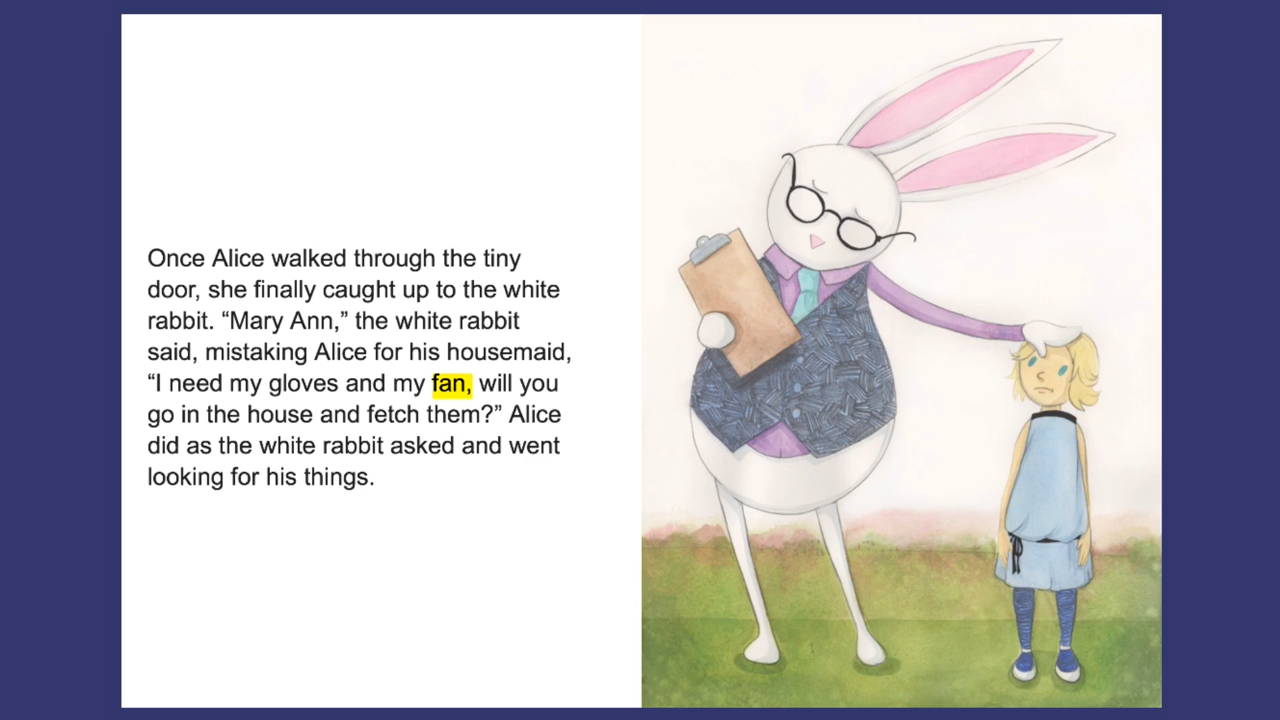 Once Alice walked through the tiny
door, she finally caught up to the white
rabbit. “Mary Ann,” the white rabbit
said, mistaking Alice for his housemaid,
“I need my gloves and my fan, will you
go in the house and fetch them?” Alice
did as the white rabbit asked and went
looking for his things.